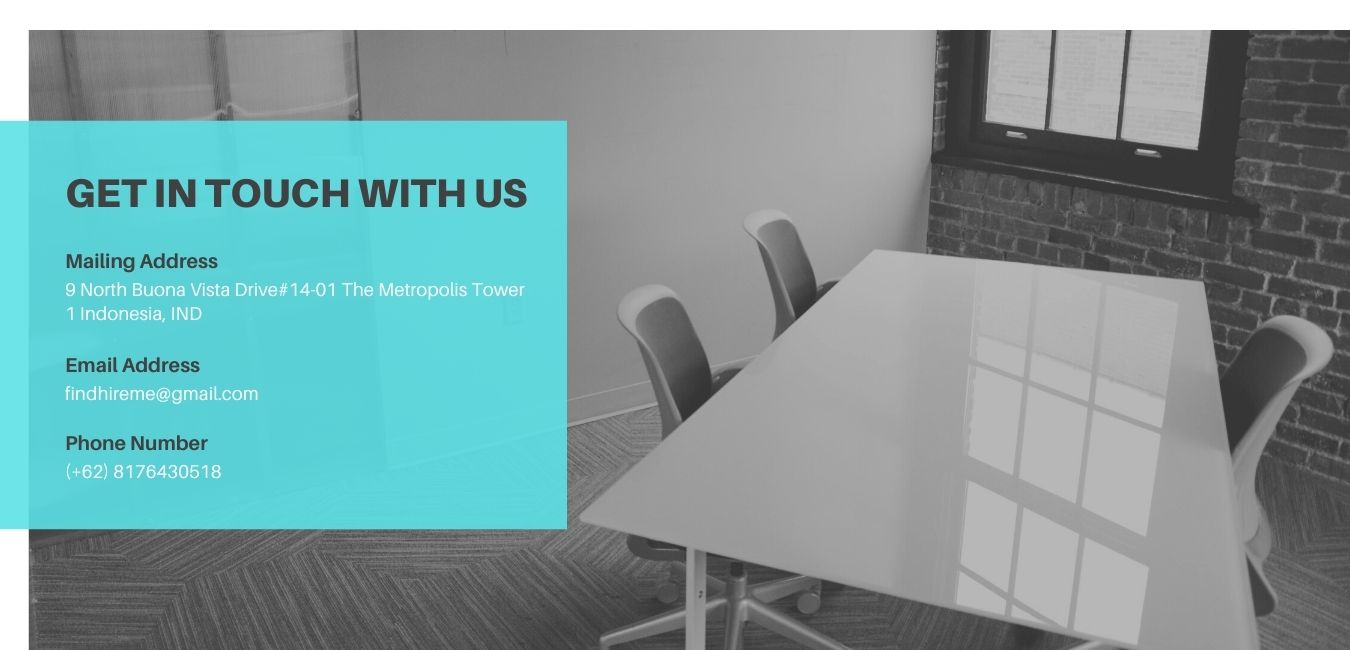 GET IN TOUCH WITH US
Mailing Address
9 North Buona Vista Drive#14-01 The Metropolis Tower
1 Indonesia, IND
Email Address
findhireme@gmail.com
Phone Number
(+62) 8176430518